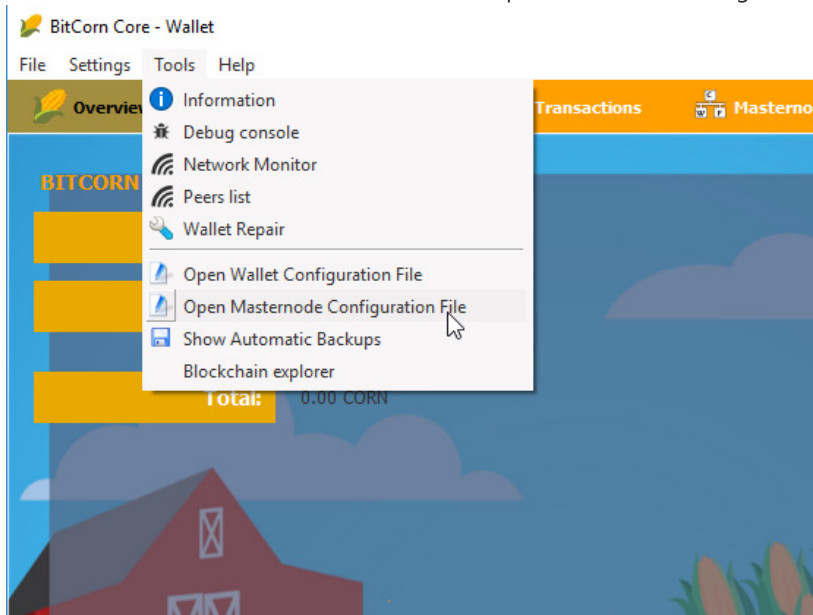 BitCorn Core - Wallet
File Settings Tools Help
Overview Transactions Masterno
Information
Debug console
Network Monitor
Peers list
Wallet Repair
Open Wallet Configuration File
Open Masternode Configuration File
Show Automatic Backups
Blockchain explorer
BITCORN
Total: 0.00 CORN